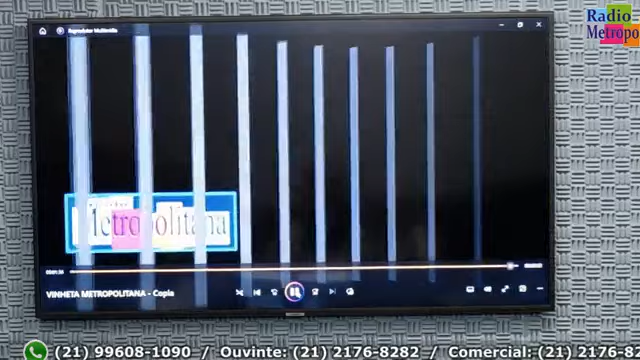 Radio
Metropo
Reprodutor Multimídia
Metropolitana
VINHETA METROPOLITANA - Copia
(21) 99608-1090 / Ouvinte: (21) 2176-8282 / Comercial: (21) 2176-8